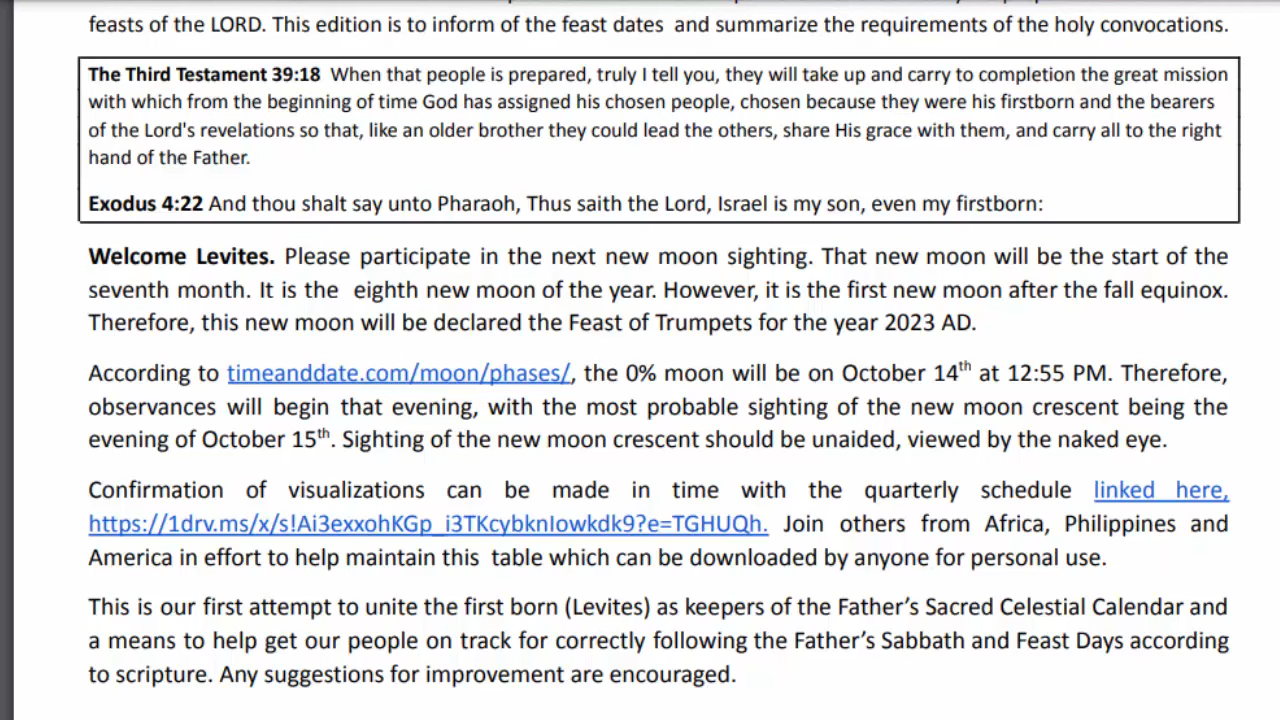 feasts of the LORD. This edition is to inform of the feast dates and summarize the requirements of the holy convocations.
The Third Testament 39:18 When that people is prepared, truly I tell you, they will take up and carry to completion the great mission
with which from the beginning of time God has assigned his chosen people, chosen because they were his firstborn and the bearers
of the Lord's revelations so that, like an older brother they could lead the others, share His grace with them, and carry all to the right
hand of the Father.
Exodus 4:22 And thou shalt say unto Pharaoh, Thus saith the Lord, Israel is my son, even my firstborn:
Welcome Levites. Please participate in the next new moon sighting. That new moon will be the start of the
seventh month. It is the eighth new moon of the year. However, it is the first new moon after the fall equinox.
Therefore, this new moon will be declared the Feast of Trumpets for the year 2023 AD.
According to timeanddate.com/moon/phases/, the 0% moon will be on October 14th at 12:55 PM. Therefore,
observances will begin that evening, with the most probable sighting of the new moon crescent being the
evening of October 15th. Sighting of the new moon crescent should be unaided, viewed by the naked eye.
Confirmation of visualizations can be made in time with the quarterly schedule linked here,
https://1drv.ms/x/s!Ai3exxohKGp_i3TKcybknIowkdk9?e=TGHUQh. Join others from Africa, Philippines and
America in effort to help maintain this table which can be downloaded by anyone for personal use.
This is our first attempt to unite the first born (Levites) as keepers of the Father's Sacred Celestial Calendar and
a means to help get our people on track for correctly following the Father's Sabbath and Feast Days according
to scripture. Any suggestions for improvement are encouraged.